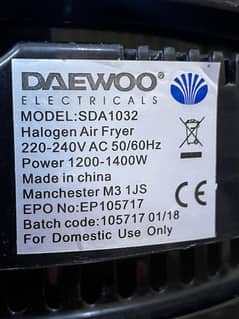 DAEWOO
ELECTRICALS
MODEL:SDA1032
Halogen Air Fryer
220-240V AC 50/60Hz
Power 1200-1400W
Made in china
Manchester M3 1JS
EPO No:EP105717
Batch code:105717 01/18
For Domestic Use Only
DAEWOO
CE